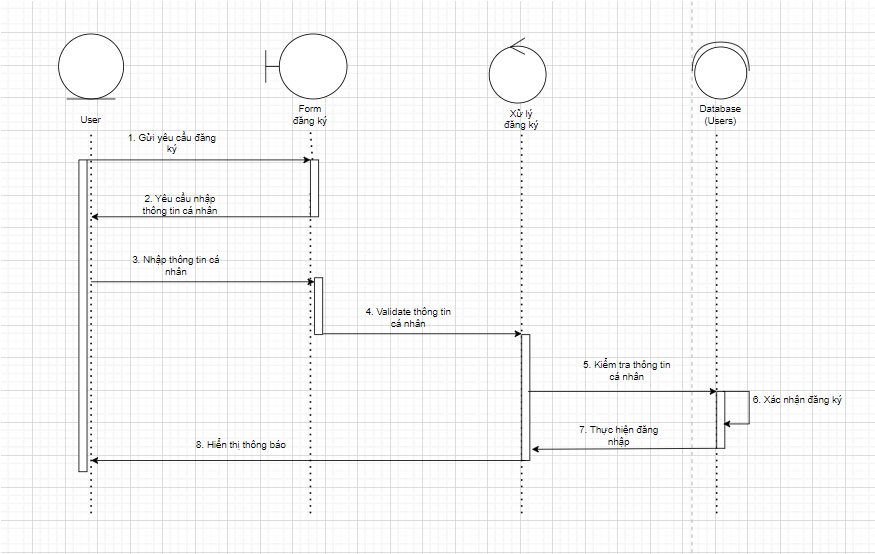 User
Form
đăng ký
Xử lý
đăng ký
Database
(Users)
1. Gửi yêu cầu đăng
ký
2. Yêu cầu nhập
thông tin cá nhân
3. Nhập thông tin cá
nhân
4. Validate thông tin
cá nhân
5. Kiểm tra thông tin
cá nhân
6. Xác nhận đăng ký
7. Thực hiện đăng
nhập
8. Hiển thị thông báo